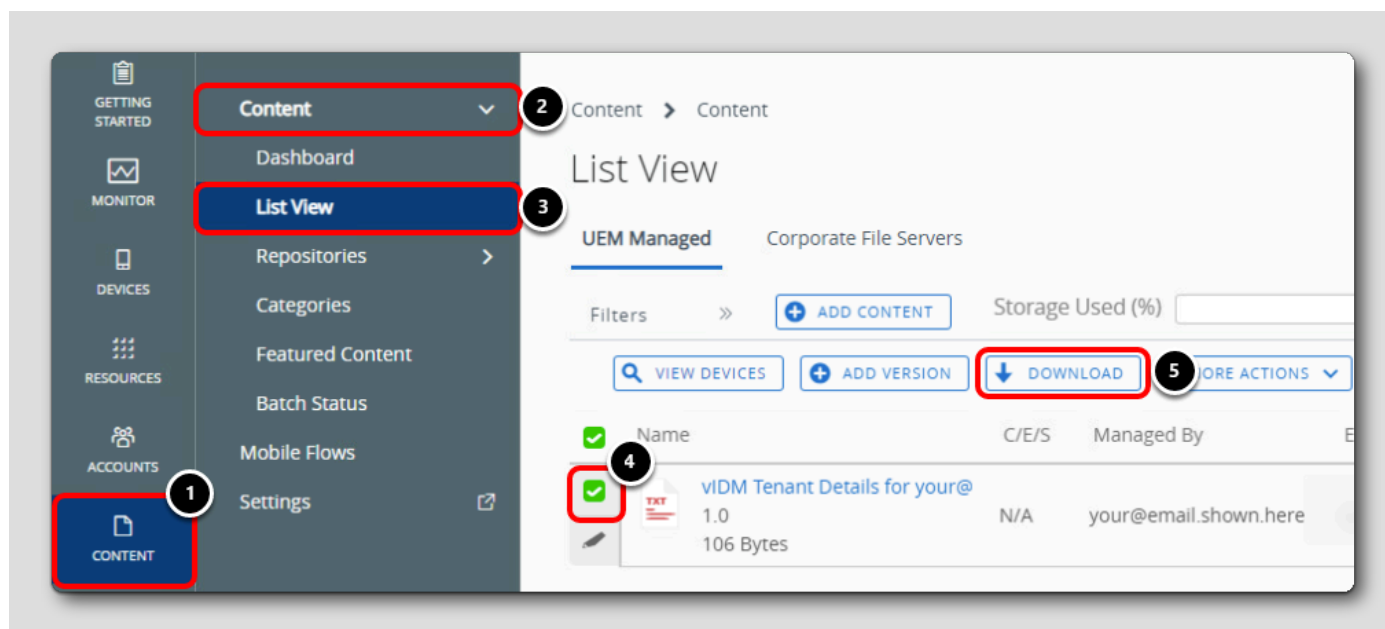 GETTING
STARTED
MONITOR
DEVICES
RESOURCES
ACCOUNTS
1
CONTENT
Content
2
Dashboard
List View
3
Repositories
Categories
Featured Content
Batch Status
Mobile Flows
Settings
Content > Content
List View
UEM Managed Corporate File Servers
Filters » ADD CONTENT Storage Used (%)
VIEW DEVICES ADD VERSION DOWNLOAD 5 ORE ACTIONS
Name C/E/S Managed By E
4
TXT
vIDM Tenant Details for your@
1.0 N/A your@email.shown.here
106 Bytes